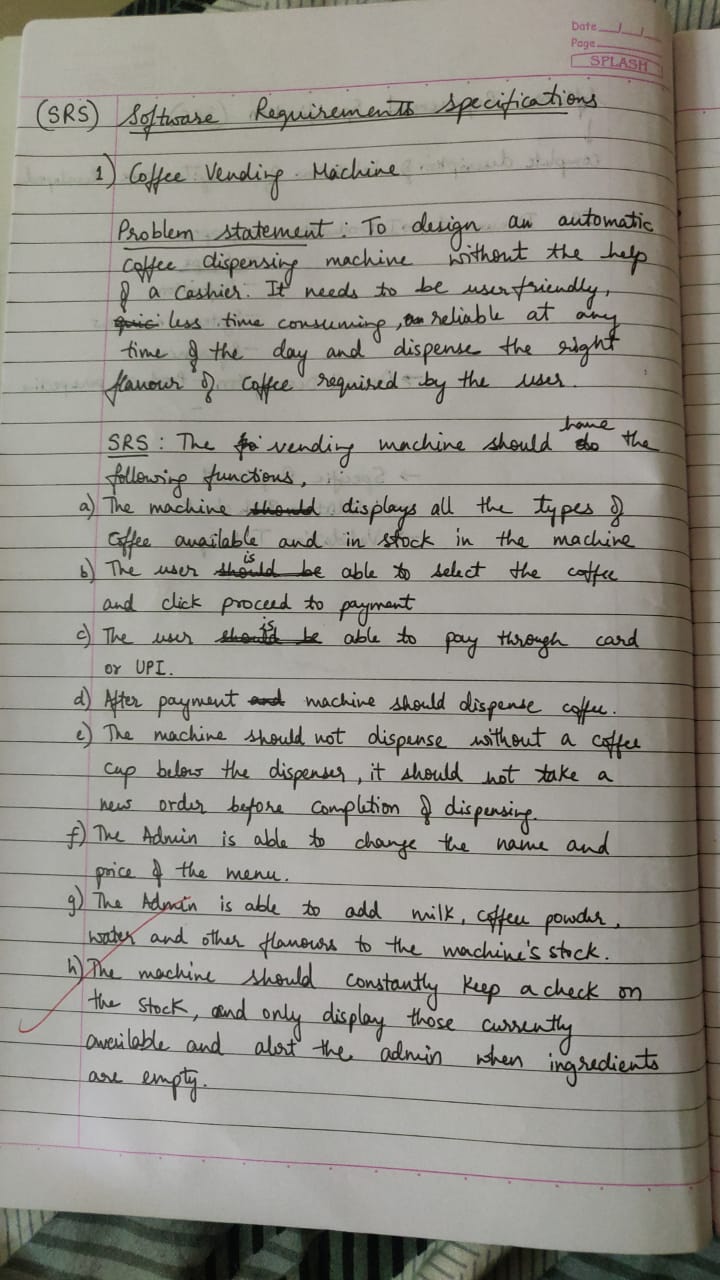 Date
Page
SPLASH
(SRS) Software Requirements specifications
1) Coffee Vending Machine
Problem statement : To design an automatic
coffee dispensing machine without the help
of a cashier. It needs to be user friendly,
quic less time consuming, reliable at any
time of the day and dispense the right
flavour of coffee required by the user.
SRS : The vending machine should do have the
following functions,
a) The machine should displays all the types of
Coffee available and in stock in the machine
b) The user should be is able to select the coffee
and click proceed to payment
c) The user should be is able to pay through card
or UPI.
d) After payment and machine should dispense coffee.
e) The machine should not dispense without a coffee
cup below the dispenser, it should not take a
new order before completion of dispensing.
f) The Admin is able to change the name and
price of the menu.
g) The Admin is able to add milk, coffee powder,
water and other flavours to the machine's stock.
h) The machine should constantly keep a check on
the stock, and only display those currently
available and alert the admin when ingredients
are empty.